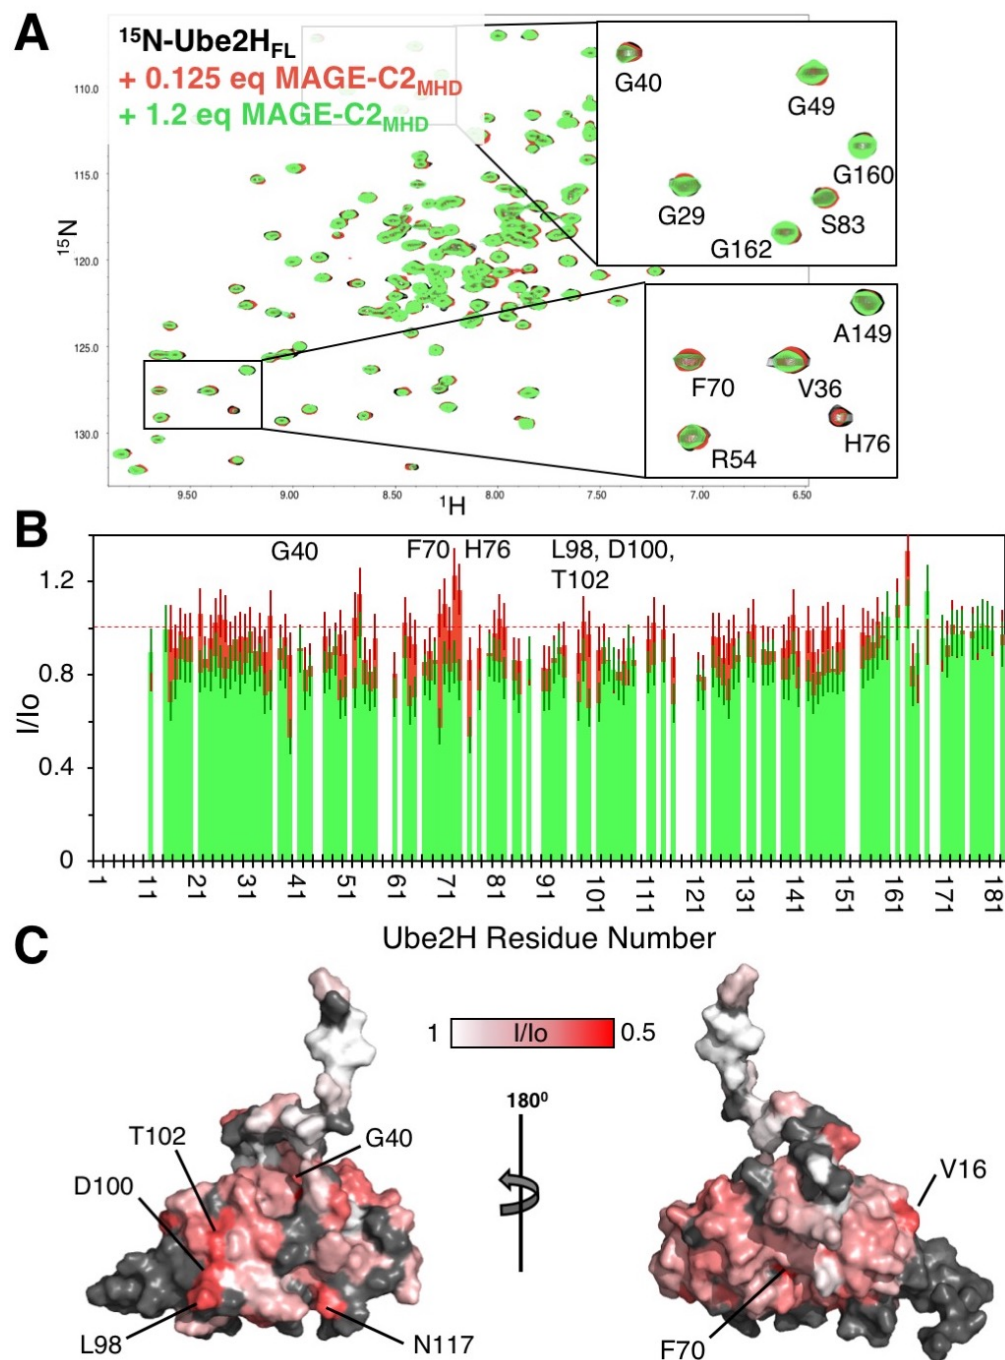 A
¹⁵N-Ube2H_FL
+ 0.125 eq MAGE-C2_MHD
+ 1.2 eq MAGE-C2_MHD
110.0
115.0
120.0
125.0
130.0
¹⁵N
G40
G49
G160
G29
S83
G162
A149
F70
V36
H76
R54
9.50
9.00
8.50
8.00
7.50
7.00
6.50
¹H
B
G40
F70 H76
L98, D100,
T102
1.2
0.8
0.4
0
I/Io
1 11 21 31 41 51 61 71 81 91 101 111 121 131 141 151 161 171 181
Ube2H Residue Number
C
1 I/Io 0.5
180⁰
T102
G40
D100
L98
N117
V16
F70